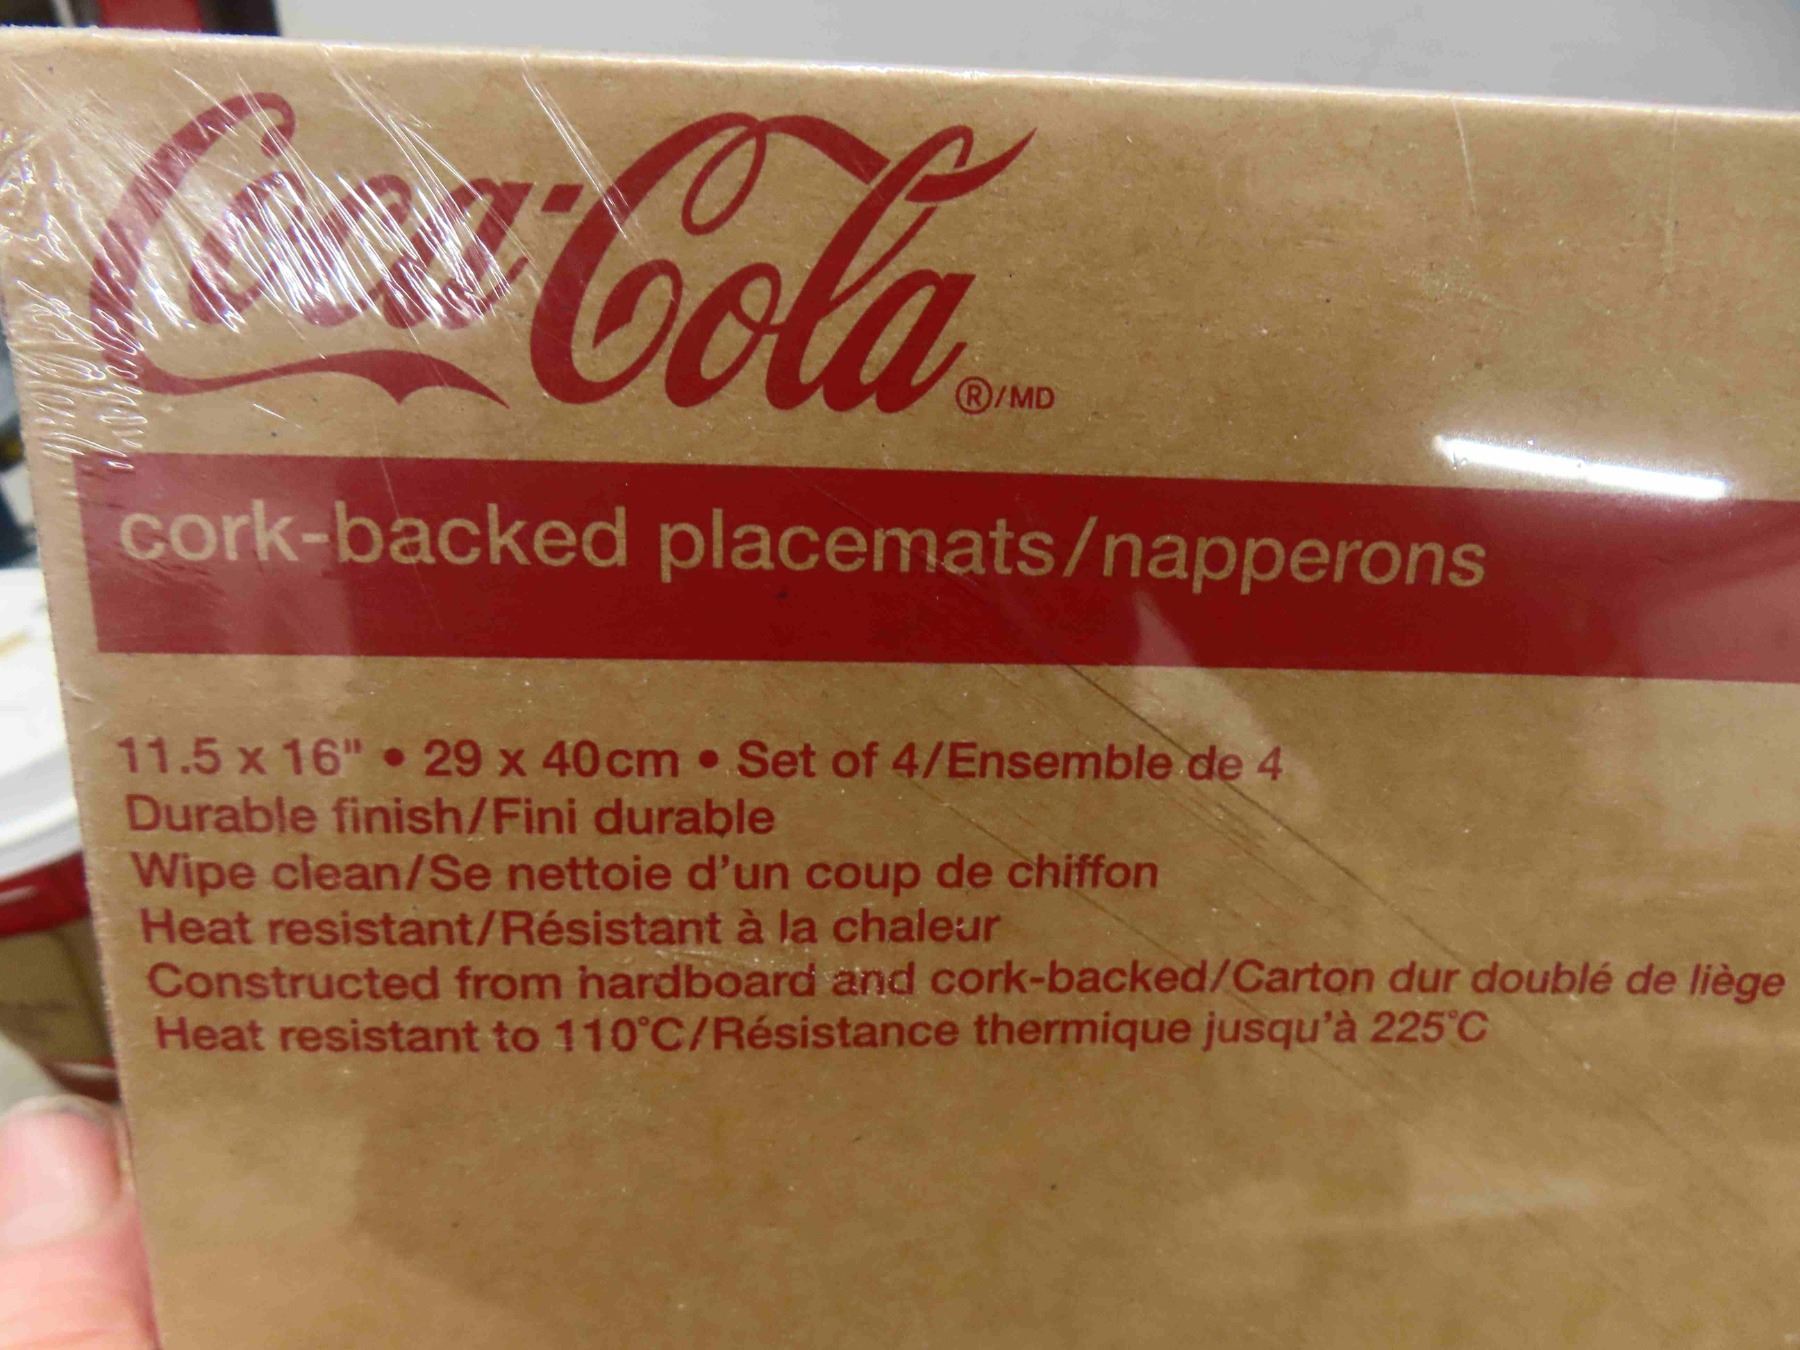 Coca-Cola ®/MD
cork-backed placemats/napperons
11.5 x 16" • 29 x 40cm • Set of 4/Ensemble de 4
Durable finish/Fini durable
Wipe clean/Se nettoie d'un coup de chiffon
Heat resistant/Résistant à la chaleur
Constructed from hardboard and cork-backed/Carton dur doublé de liège
Heat resistant to 110°C/Résistance thermique jusqu'à 225°C